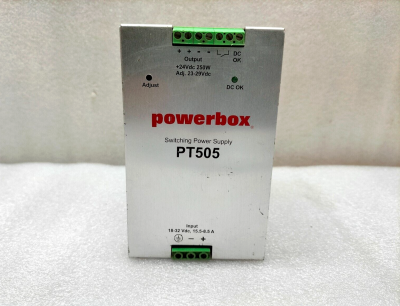 + + - - DC
Output OK
+24Vdc 250W
Adj. 23-29Vdc
Adjust DC OK
powerbox
Switching Power Supply
PT505
Input
18-32 Vdc, 15.5-8.5 A
- +